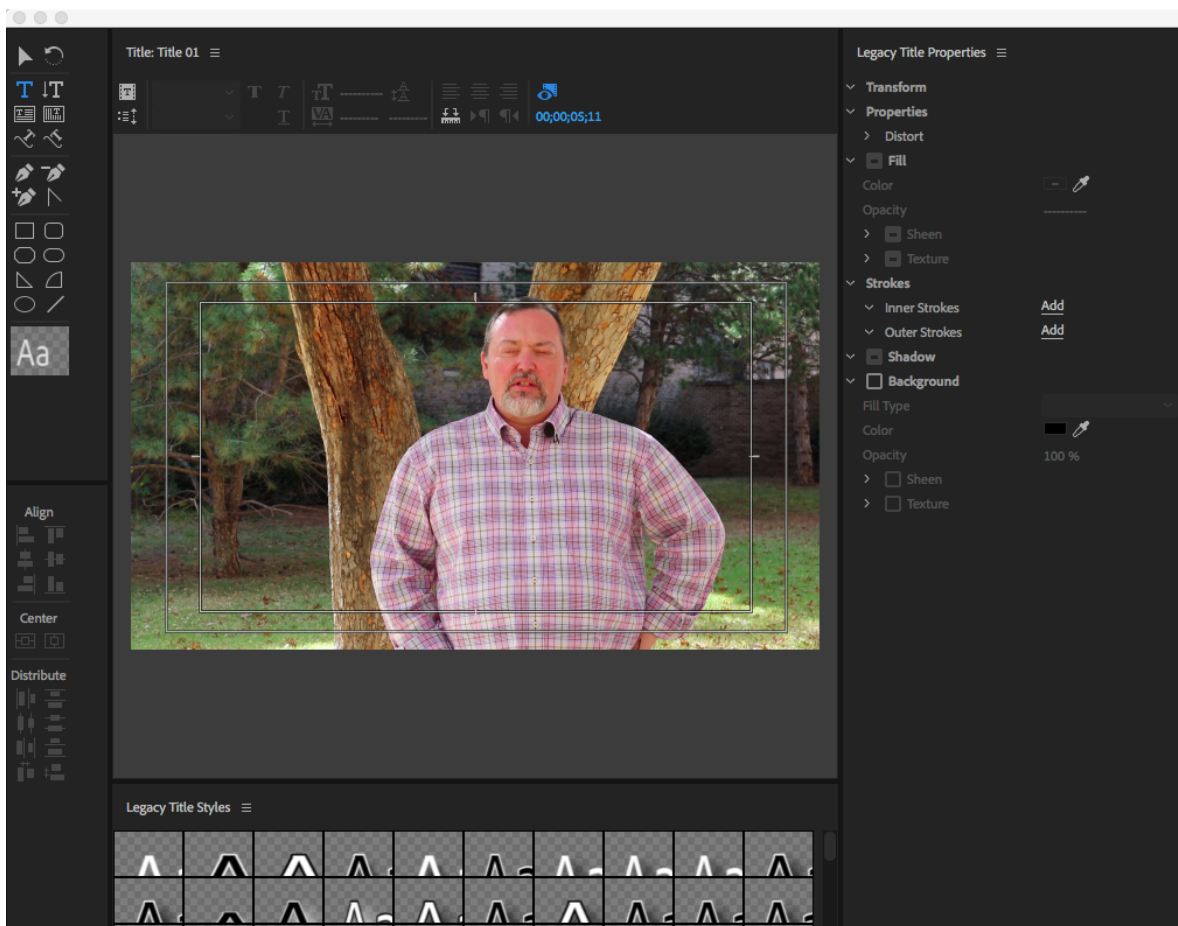 Title: Title 01
00;00;05;11
Aa
Align
Center
Distribute
Legacy Title Styles
Legacy Title Properties
Transform
Properties
Distort
Fill
Color
Opacity
Sheen
Texture
Strokes
Inner Strokes Add
Outer Strokes Add
Shadow
Background
Fill Type
Color
Opacity 100 %
Sheen
Texture